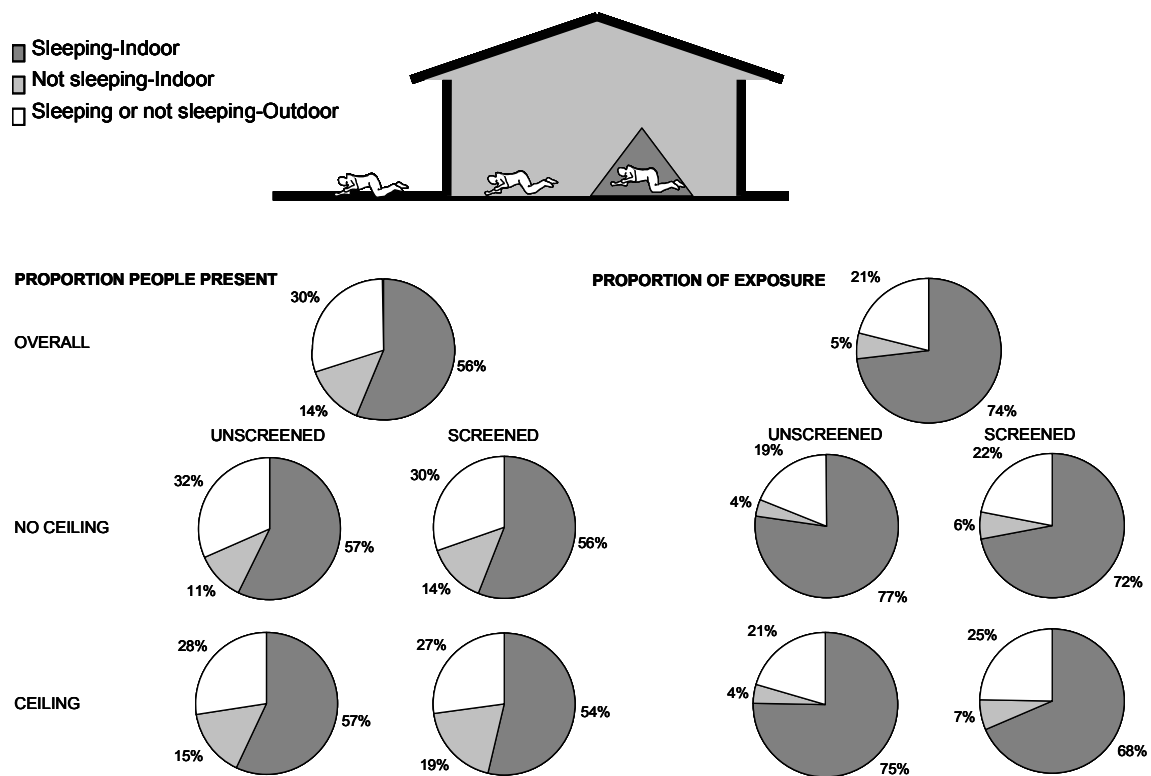 Sleeping-Indoor
Not sleeping-Indoor
Sleeping or not sleeping-Outdoor
PROPORTION PEOPLE PRESENT
PROPORTION OF EXPOSURE
OVERALL
30%
56%
14%
21%
5%
74%
UNSCREENED
SCREENED
UNSCREENED
SCREENED
NO CEILING
32%
57%
11%
30%
56%
14%
19%
4%
77%
22%
6%
72%
CEILING
28%
57%
15%
27%
54%
19%
21%
4%
75%
25%
7%
68%